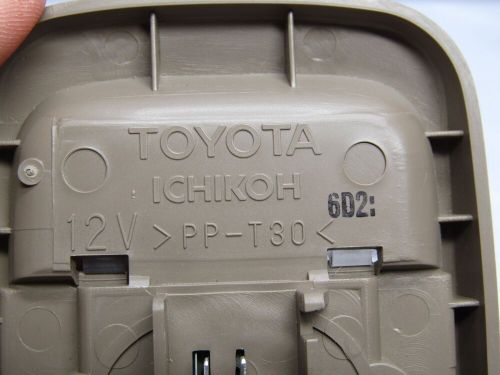 TOYOTA
ICHIKOH
6D2:
12V >PP-T30<